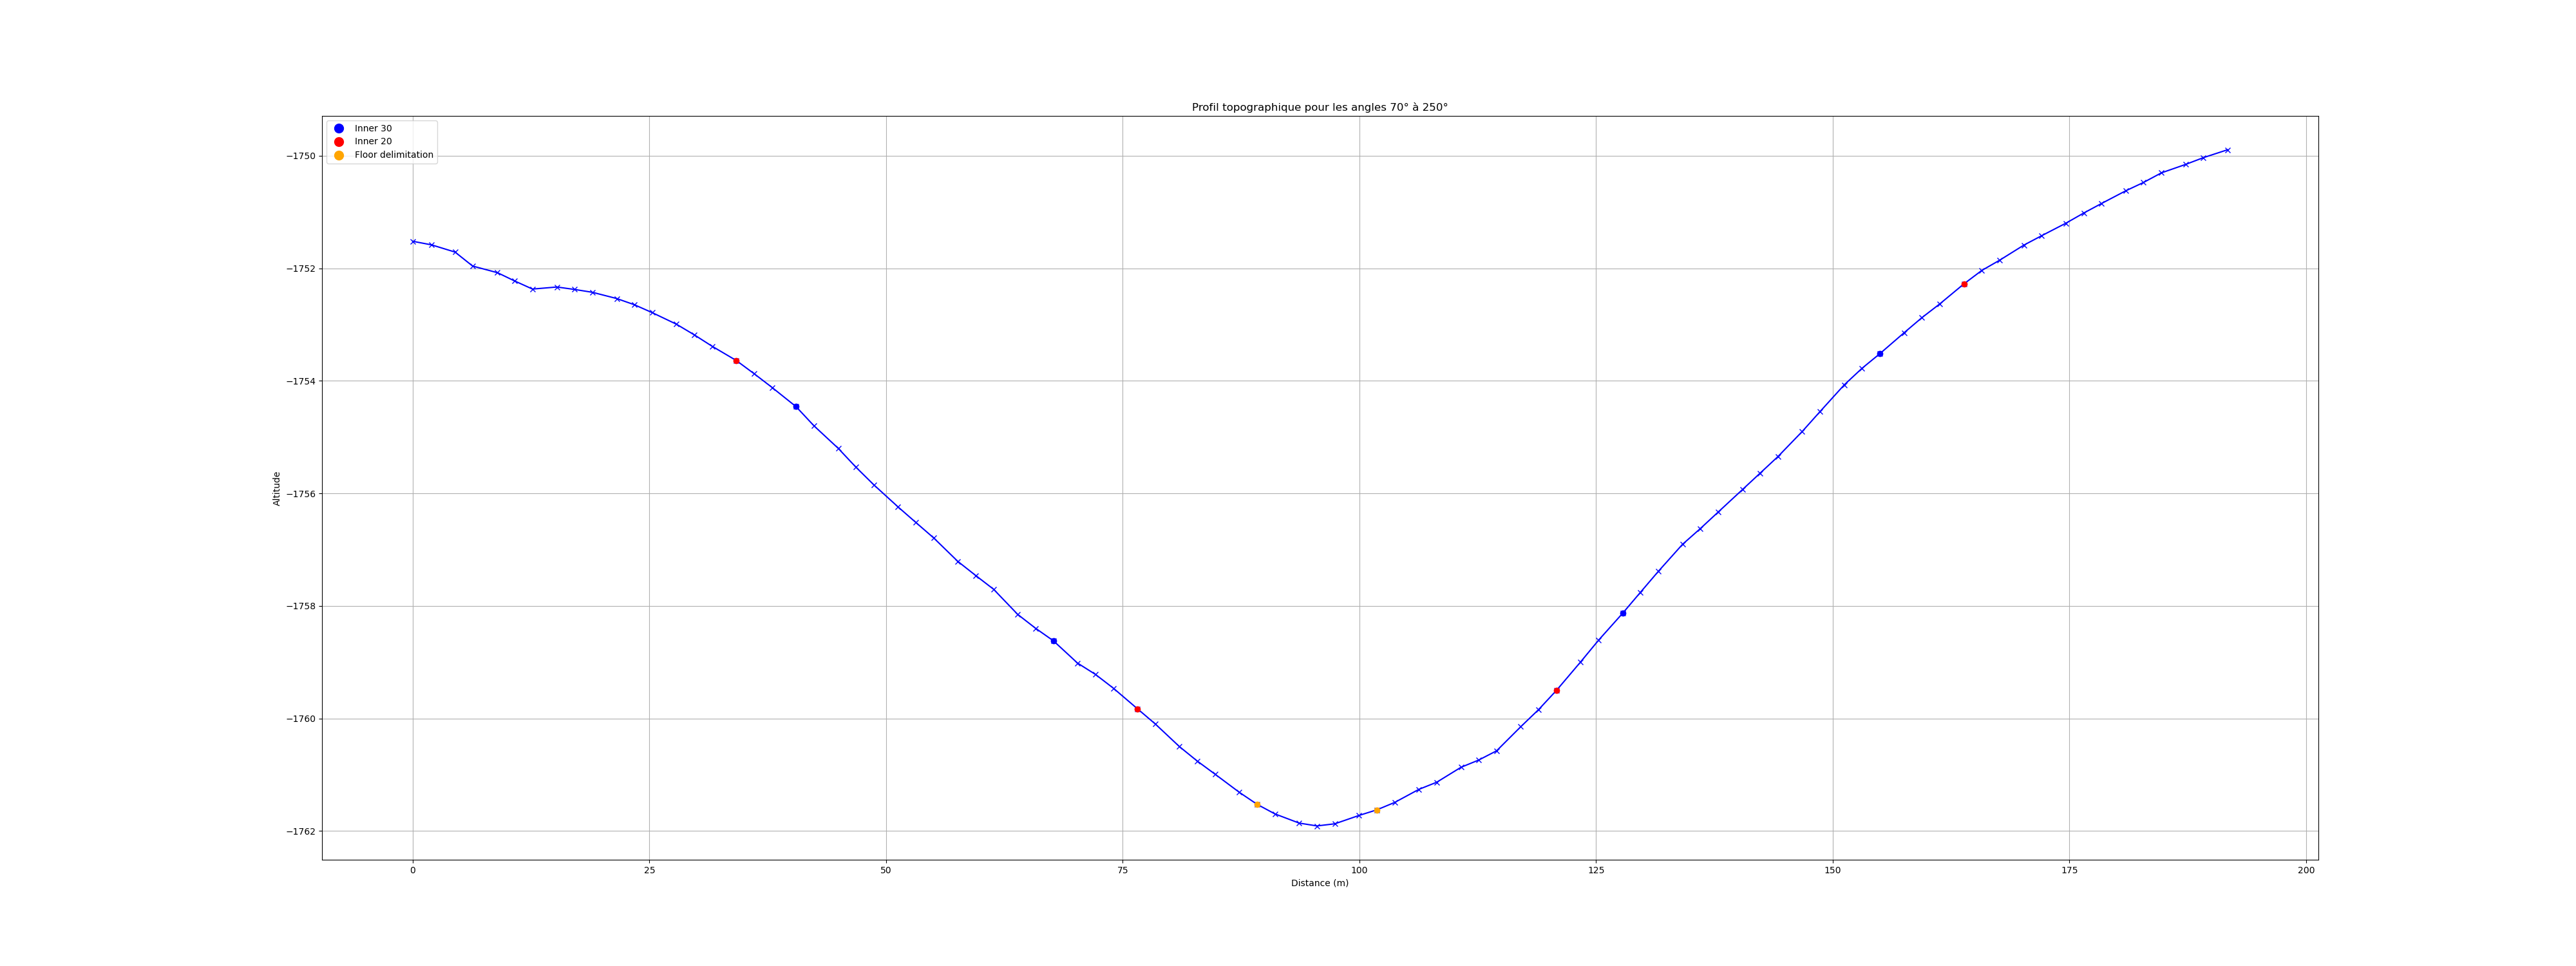 Profil topographique pour les angles 70° à 250°
Inner 30
Inner 20
Floor delimitation
−1750
−1752
−1754
−1756
−1758
−1760
−1762
Altitude
0 25 50 75 100 125 150 175 200
Distance (m)